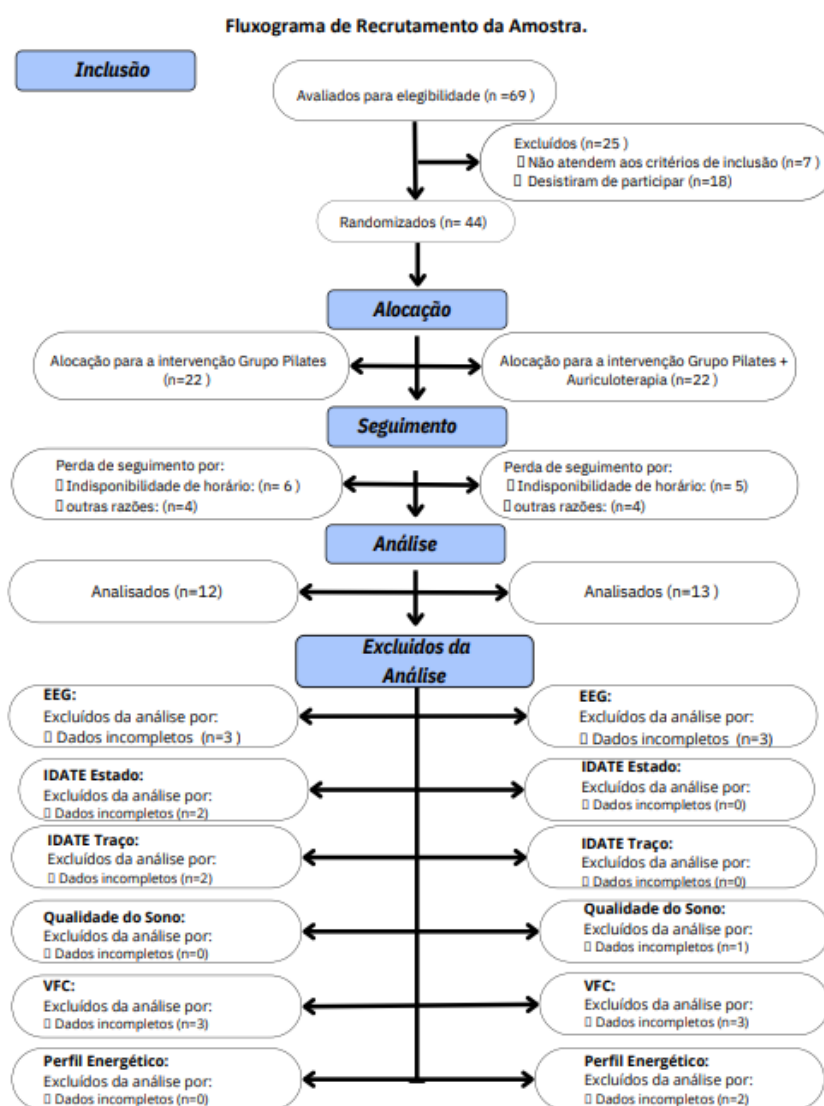 Fluxograma de Recrutamento da Amostra.
Inclusão
Avaliados para elegibilidade (n =69 )
Excluídos (n=25 )
▯ Não atendem aos critérios de inclusão (n=7 )
▯ Desistiram de participar (n=18)
Randomizados (n= 44)
Alocação
Alocação para a intervenção Grupo Pilates
(n=22 )
Alocação para a intervenção Grupo Pilates +
Auriculoterapia (n=22 )
Seguimento
Perda de seguimento por:
▯ Indisponibilidade de horário: (n= 6 )
▯ outras razões: (n=4)
Perda de seguimento por:
▯ Indisponibilidade de horário: (n= 5)
▯ outras razões: (n=4)
Análise
Analisados (n=12)
Analisados (n=13 )
Excluidos da
Análise
EEG:
Excluídos da análise por:
▯ Dados incompletos (n=3 )
EEG:
Excluídos da análise por:
▯ Dados incompletos (n=3)
IDATE Estado:
Excluídos da análise por:
▯ Dados incompletos (n=2)
IDATE Estado:
Excluídos da análise por:
▯ Dados incompletos (n=0)
IDATE Traço:
Excluídos da análise por:
▯ Dados incompletos (n=2)
IDATE Traço:
Excluídos da análise por:
▯ Dados incompletos (n=0)
Qualidade do Sono:
Excluídos da análise por:
▯ Dados incompletos (n=0)
Qualidade do Sono:
Excluídos da análise por:
▯ Dados incompletos (n=1)
VFC:
Excluídos da análise por:
▯ Dados incompletos (n=3)
VFC:
Excluídos da análise por:
▯ Dados incompletos (n=3)
Perfil Energético:
Excluídos da análise por:
▯ Dados incompletos (n=0)
Perfil Energético:
Excluídos da análise por:
▯ Dados incompletos (n=2)